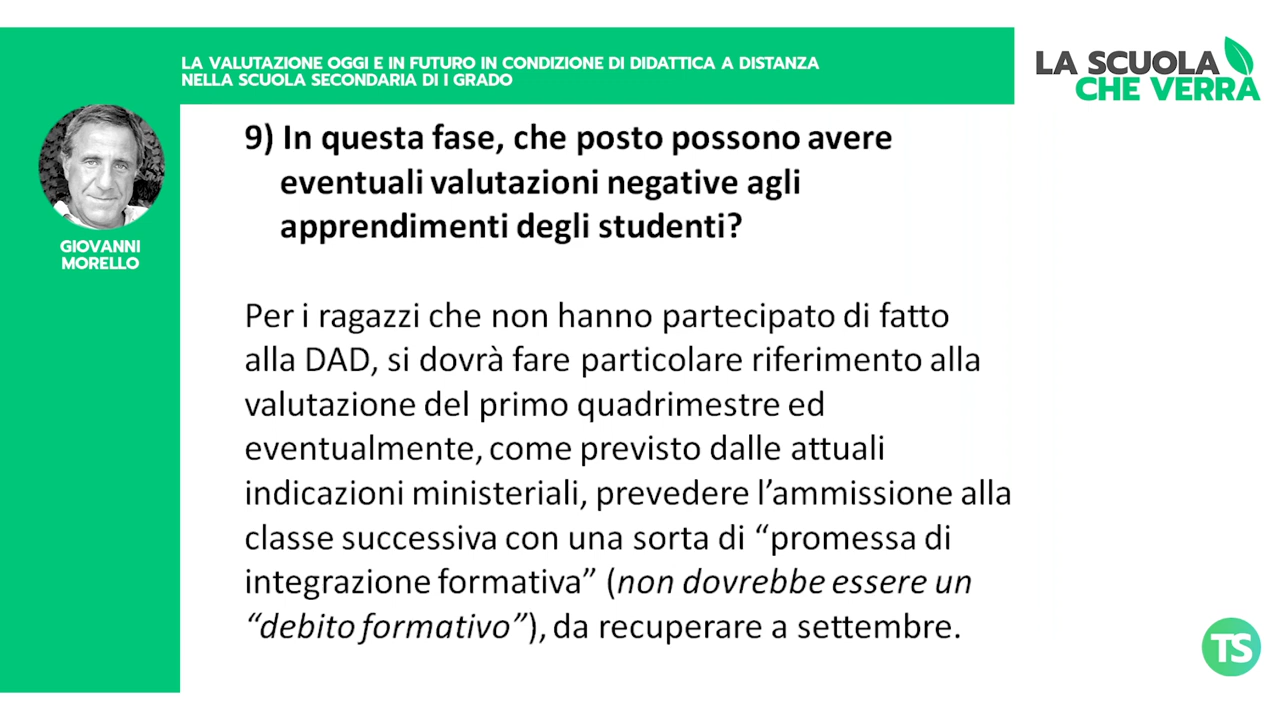 LA VALUTAZIONE OGGI E IN FUTURO IN CONDIZIONE DI DIDATTICA A DISTANZA
NELLA SCUOLA SECONDARIA DI I GRADO
LA SCUOLA
CHE VERRÀ
GIOVANNI
MORELLO
9) In questa fase, che posto possono avere
eventuali valutazioni negative agli
apprendimenti degli studenti?
Per i ragazzi che non hanno partecipato di fatto
alla DAD, si dovrà fare particolare riferimento alla
valutazione del primo quadrimestre ed
eventualmente, come previsto dalle attuali
indicazioni ministeriali, prevedere l’ammissione alla
classe successiva con una sorta di “promessa di
integrazione formativa” (non dovrebbe essere un
“debito formativo”), da recuperare a settembre.
TS